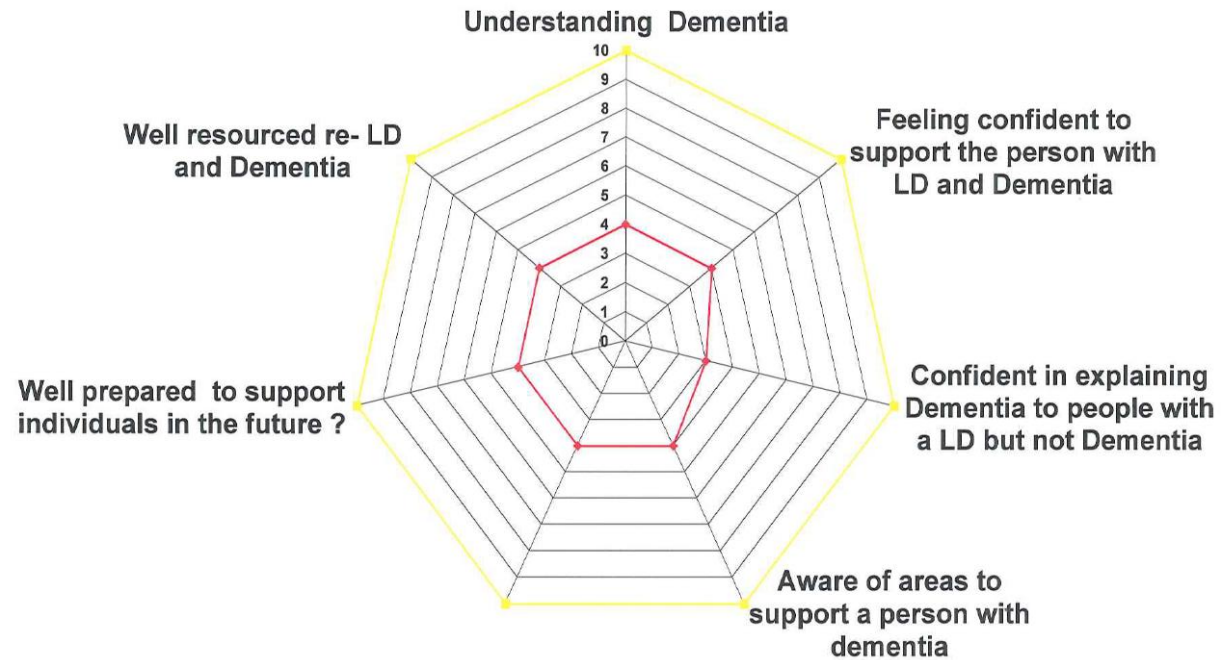 Understanding  Dementia
10
9
8
7
6
5
4
3
2
1
0
Feeling confident to
support the person with
LD and Dementia
Confident in explaining
Dementia to people with
a LD but not Dementia
Aware of areas to
support a person with
dementia
Well prepared  to support
individuals in the future ?
Well resourced re- LD
and Dementia